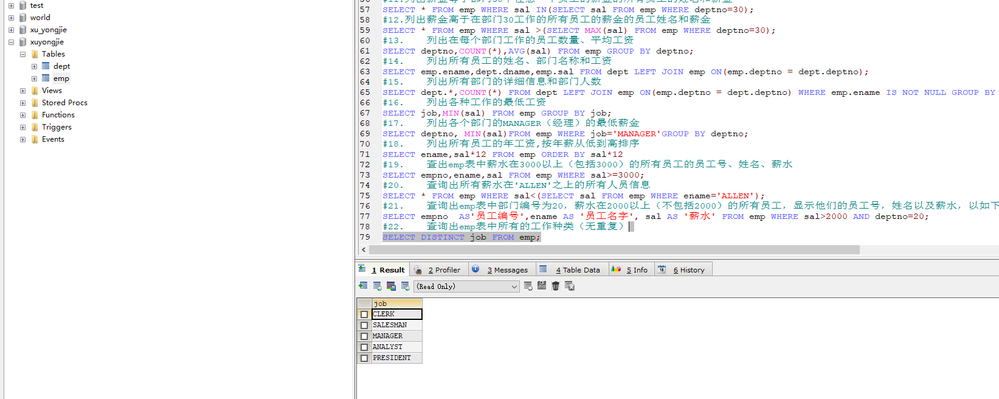 test
world
xu_yongjie
xuyongjie
Tables
dept
emp
Views
Stored Procs
Functions
Triggers
Events
57 SELECT * FROM emp WHERE sal IN(SELECT sal FROM emp WHERE deptno=30);
58 #12.列出薪金高于在部门30工作的所有员工的薪金的员工姓名和薪金
59 SELECT * FROM emp WHERE sal >(SELECT MAX(sal) FROM emp WHERE deptno=30);
60 #13. 列出在每个部门工作的员工数量、平均工资
61 SELECT deptno,COUNT(*),AVG(sal) FROM emp GROUP BY deptno;
62 #14. 列出所有员工的姓名、部门名称和工资
63 SELECT emp.ename,dept.dname,emp.sal FROM dept LEFT JOIN emp ON(emp.deptno = dept.deptno);
64 #15. 列出所有部门的详细信息和部门人数
65 SELECT dept.*,COUNT(*) FROM dept LEFT JOIN emp ON(emp.deptno = dept.deptno) WHERE emp.ename IS NOT NULL GROUP BY
66 #16. 列出各种工作的最低工资
67 SELECT job,MIN(sal) FROM emp GROUP BY job;
68 #17. 列出各个部门的MANAGER（经理）的最低薪金
69 SELECT deptno, MIN(sal)FROM emp WHERE job='MANAGER'GROUP BY deptno;
70 #18. 列出所有员工的年工资,按年薪从低到高排序
71 SELECT ename,sal*12 FROM emp ORDER BY sal*12
72 #19. 查出emp表中薪水在3000以上（包括3000）的所有员工的员工号、姓名、薪水
73 SELECT empno,ename,sal FROM emp WHERE sal>=3000;
74 #20. 查询出所有薪水在'ALLEN'之上的所有人员信息
75 SELECT * FROM emp WHERE sal<(SELECT sal FROM emp WHERE ename='ALLEN');
76 #21. 查询出emp表中部门编号为20，薪水在2000以上（不包括2000）的所有员工，显示他们的员工号，姓名以及薪水，以如下
77 SELECT empno AS'员工编号',ename AS '员工名字', sal AS '薪水' FROM emp WHERE sal>2000 AND deptno=20;
78 #22. 查询出emp表中所有的工作种类（无重复）
79 SELECT DISTINCT job FROM emp;
1 Result 2 Profiler 3 Messages 4 Table Data 5 Info 6 History
(Read Only)
job
CLERK
SALESMAN
MANAGER
ANALYST
PRESIDENT